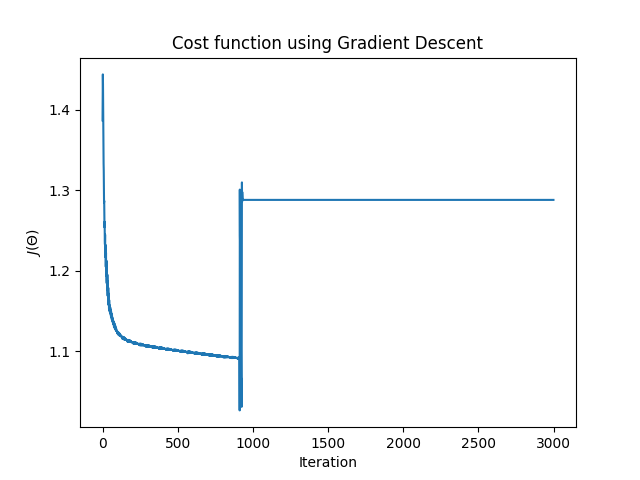 Cost function using Gradient Descent
J(Θ)
1.4
1.3
1.2
1.1
0 500 1000 1500 2000 2500 3000
Iteration